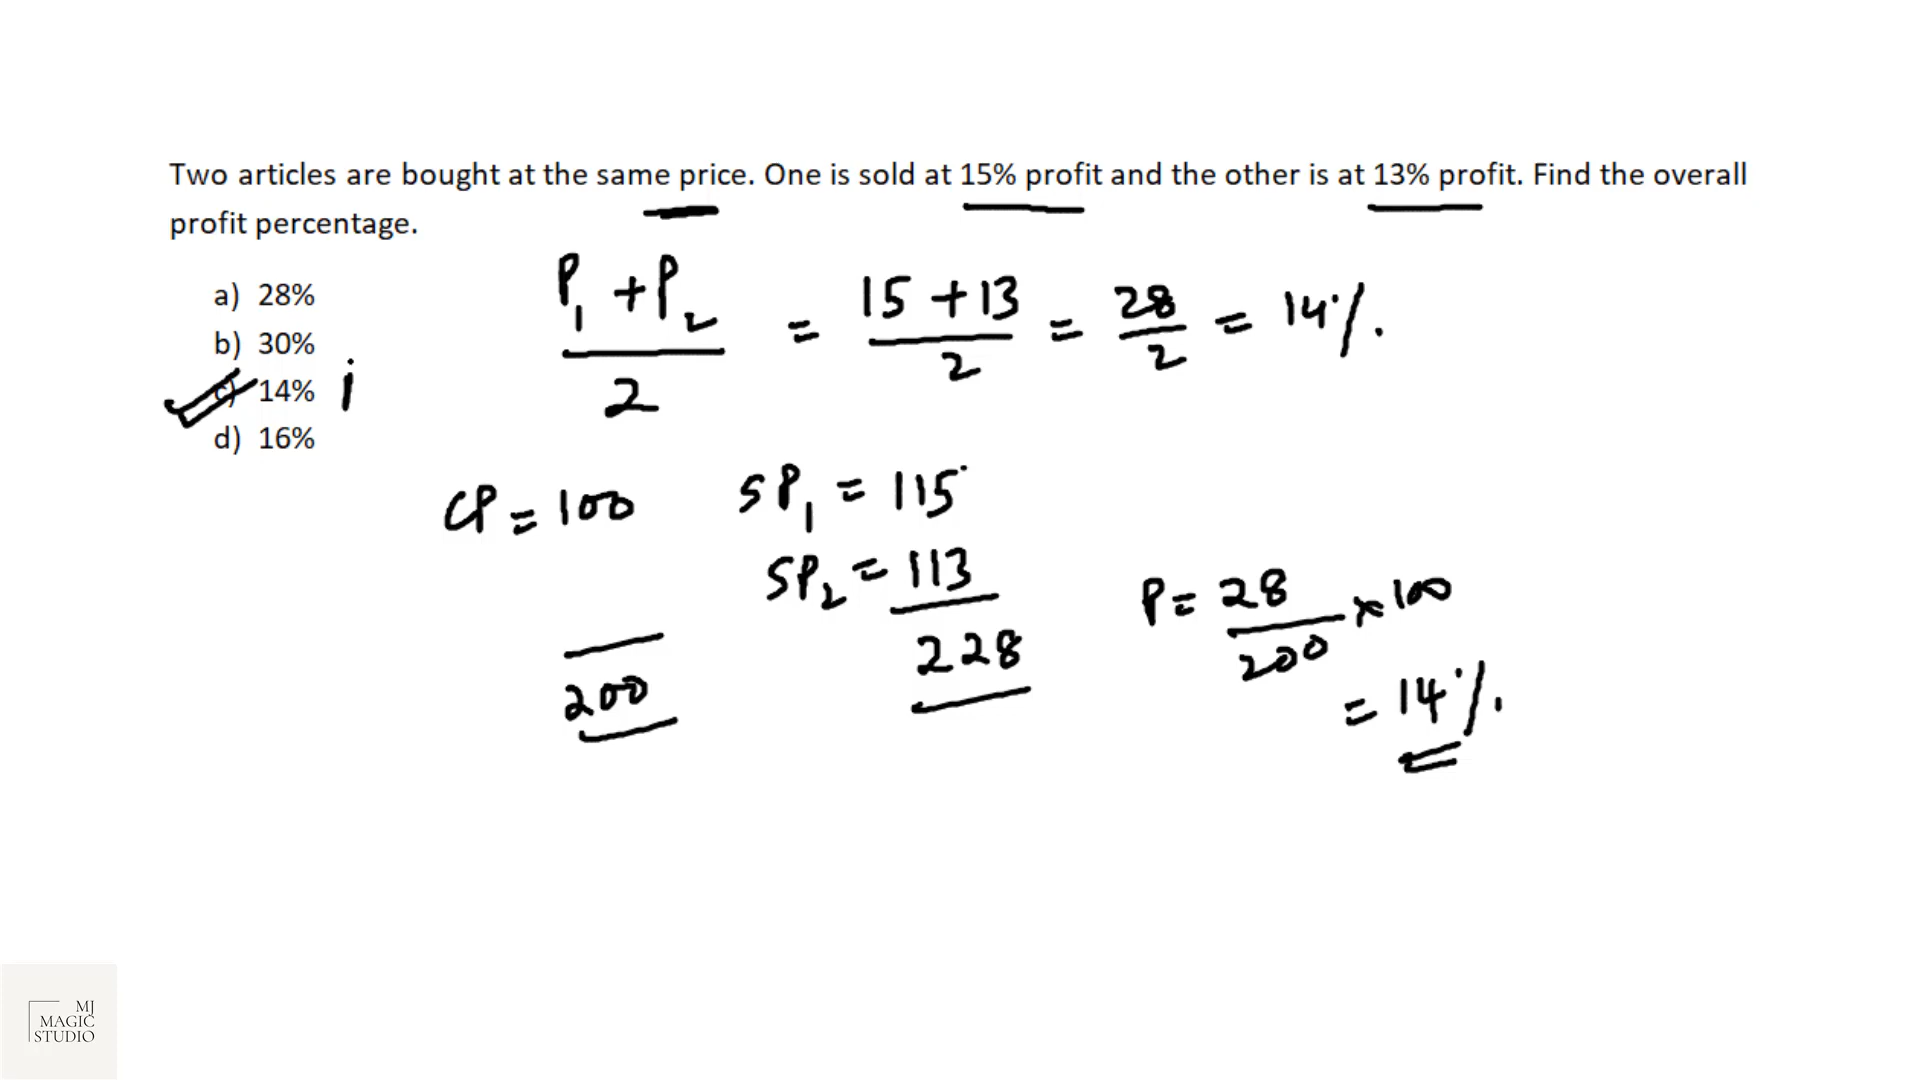 Two articles are bought at the same price. One is sold at 15% profit and the other is at 13% profit. Find the overall
profit percentage.
a) 28%
b) 30%
c) 14%
d) 16%
P₁ + P₂ / 2 = 15 + 13 / 2 = 28 / 2 = 14%.
CP = 100
SP₁ = 115
SP₂ = 113
200
228
P = 28 / 200 × 100
= 14%.
MJ
MAGIC
STUDIO